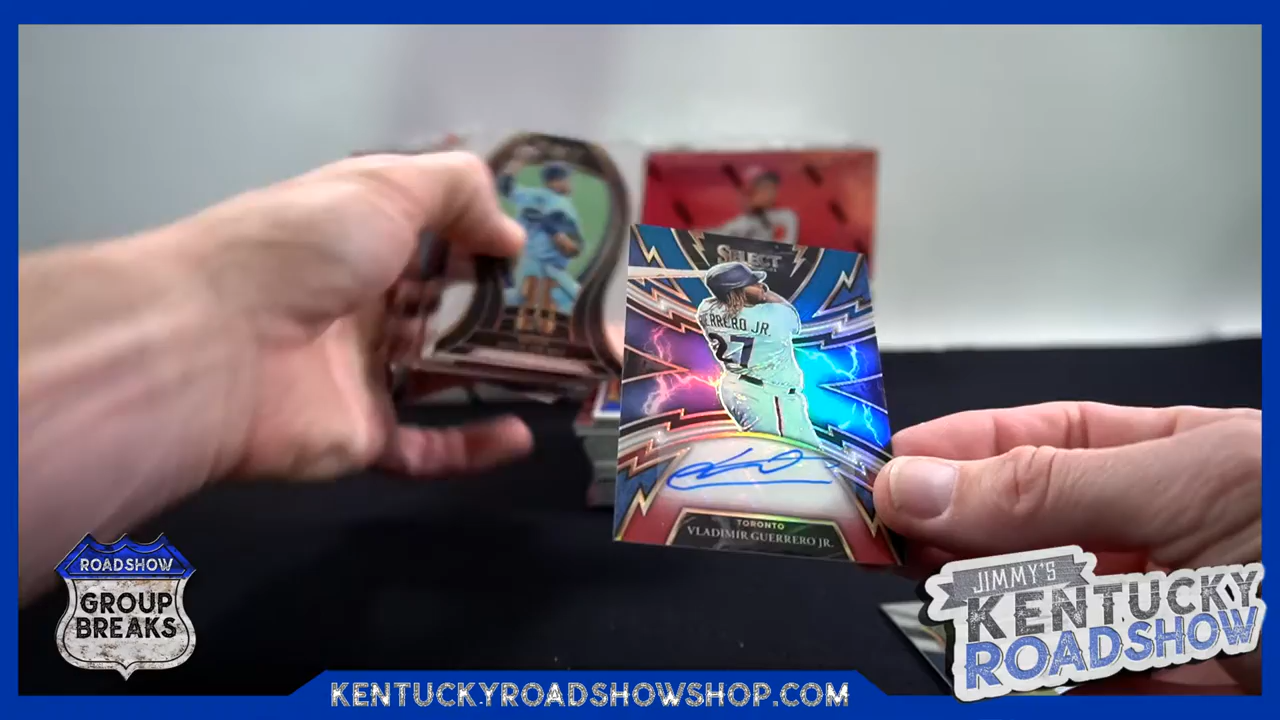 SELECT
ERRERO JR.
27
TORONTO
VLADIMIR GUERRERO JR.
ROADSHOW
GROUP
BREAKS
JIMMY'S
KENTUCKY
ROADSHOW
KENTUCKYROADSHOWSHOP.COM